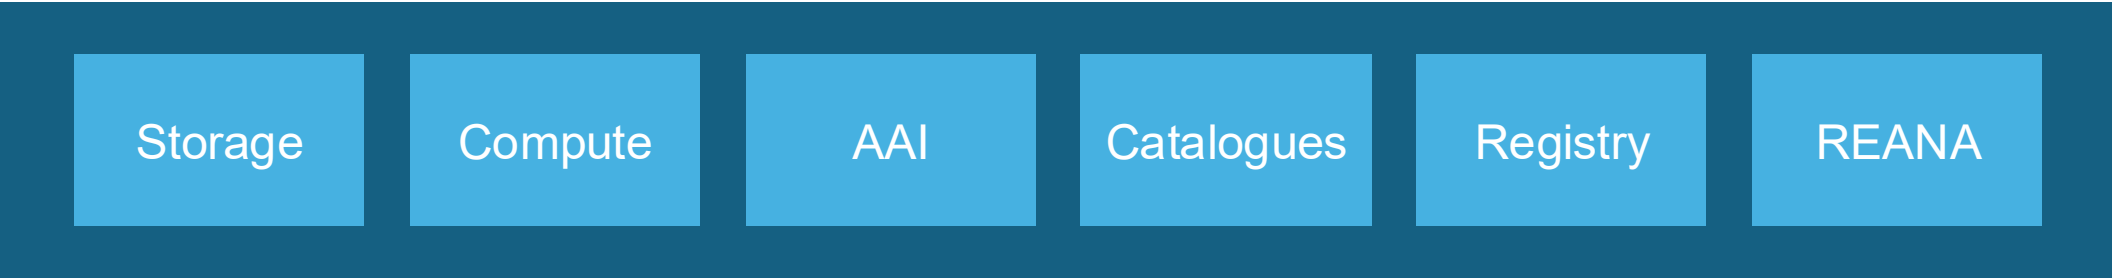 Storage
Compute
AAI
Catalogues
Registry
REANA